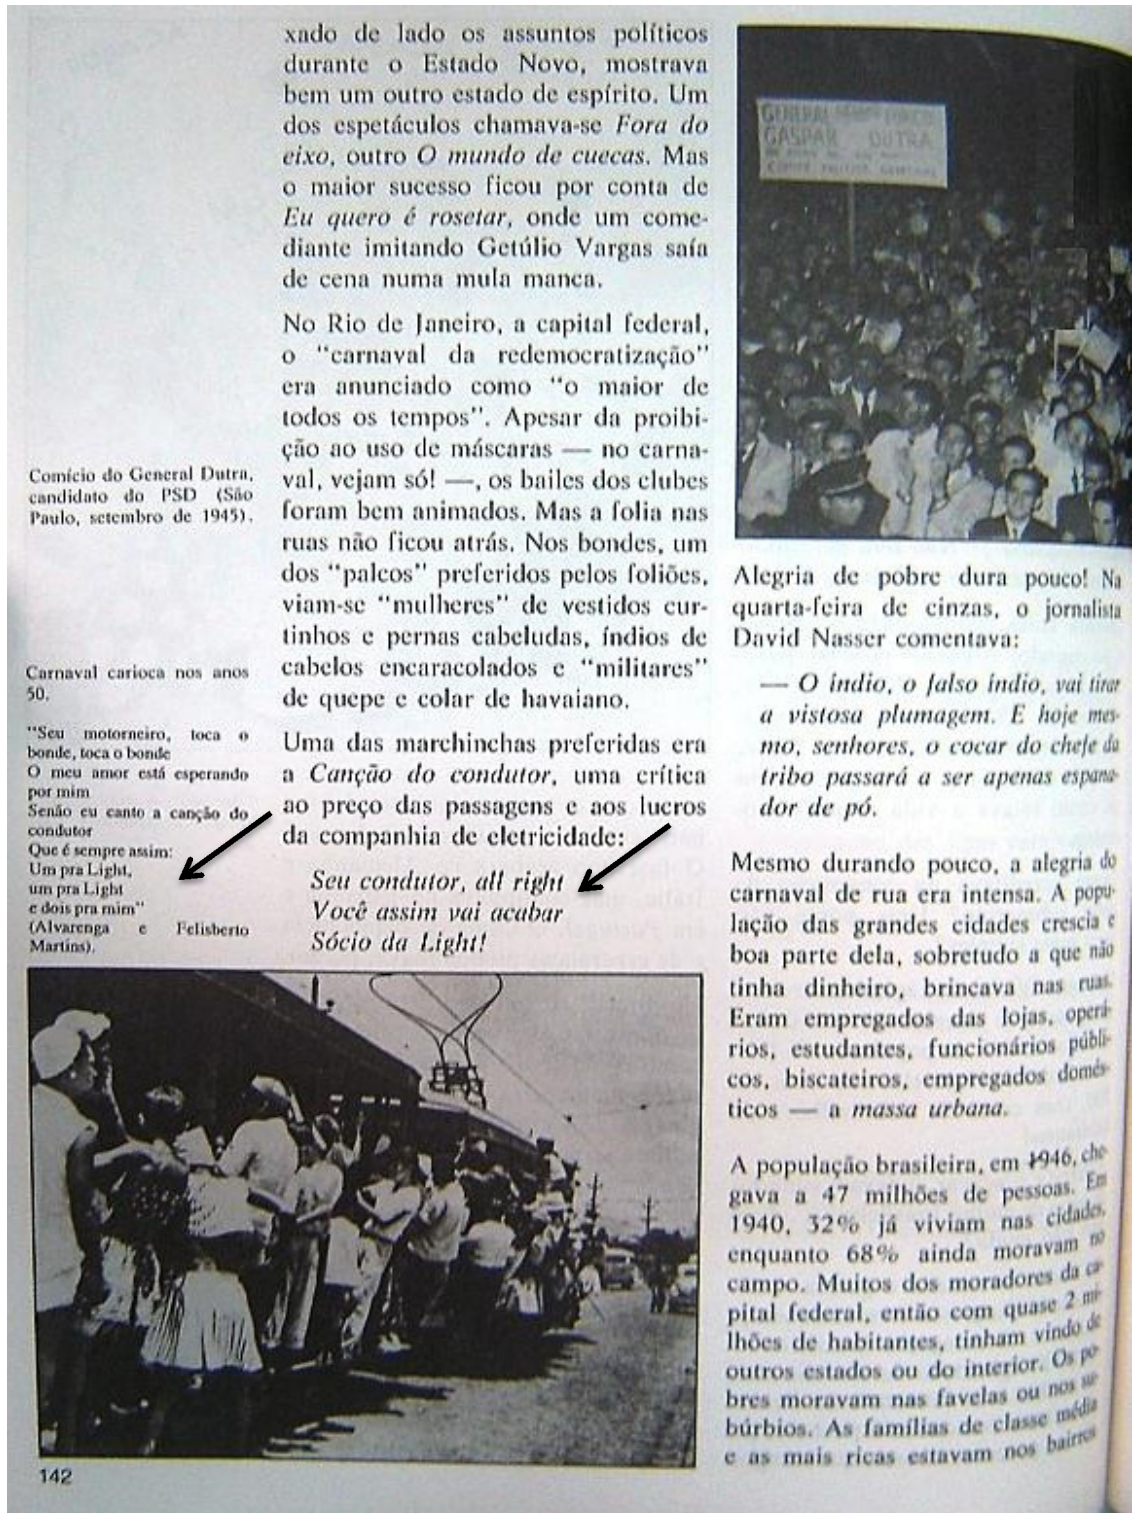 Comício do General Dutra,
candidato do PSD (São
Paulo, setembro de 1945).
Carnaval carioca nos anos
50.
"Seu motorneiro, toca o
bonde, toca o bonde
O meu amor está esperando
por mim
Senão eu canto a canção do
condutor
Que é sempre assim:
Um pra Light,
um pra Light
e dois pra mim"
(Alvarenga e Felisberto
Martins).
xado de lado os assuntos políticos
durante o Estado Novo, mostrava
bem um outro estado de espírito. Um
dos espetáculos chamava-se Fora do
eixo, outro O mundo de cuecas. Mas
o maior sucesso ficou por conta de
Eu quero é rosetar, onde um come-
diante imitando Getúlio Vargas saía
de cena numa mula manca.
No Rio de Janeiro, a capital federal,
o "carnaval da redemocratização"
era anunciado como "o maior de
todos os tempos". Apesar da proibi-
ção ao uso de máscaras — no carna-
val, vejam só! —, os bailes dos clubes
foram bem animados. Mas a folia nas
ruas não ficou atrás. Nos bondes, um
dos "palcos" preferidos pelos foliões,
viam-se "mulheres" de vestidos cur-
tinhos e pernas cabeludas, índios de
cabelos encaracolados e "militares"
de quepe e colar de havaiano.
Uma das marchinhas preferidas era
a Canção do condutor, uma crítica
ao preço das passagens e aos lucros
da companhia de eletricidade:
Seu condutor, all right
Você assim vai acabar
Sócio da Light!
GENERAL
GASPAR DUTRA
Alegria de pobre dura pouco! Na
quarta-feira de cinzas, o jornalista
David Nasser comentava:
— O índio, o falso índio, vai tirar
a vistosa plumagem. E hoje mes-
mo, senhores, o cocar do chefe da
tribo passará a ser apenas espana-
dor de pó.
Mesmo durando pouco, a alegria do
carnaval de rua era intensa. A popu-
lação das grandes cidades crescia e
boa parte dela, sobretudo a que não
tinha dinheiro, brincava nas ruas.
Eram empregados das lojas, operá-
rios, estudantes, funcionários públi-
cos, biscateiros, empregados domés-
ticos — a massa urbana.
A população brasileira, em 1946, che-
gava a 47 milhões de pessoas. Em
1940, 32% já viviam nas cidades,
enquanto 68% ainda moravam no
campo. Muitos dos moradores da ca-
pital federal, então com quase 2 mi-
lhões de habitantes, tinham vindo de
outros estados ou do interior. Os po-
bres moravam nas favelas ou nos su-
búrbios. As famílias de classe média
e as mais ricas estavam nos bairros
142